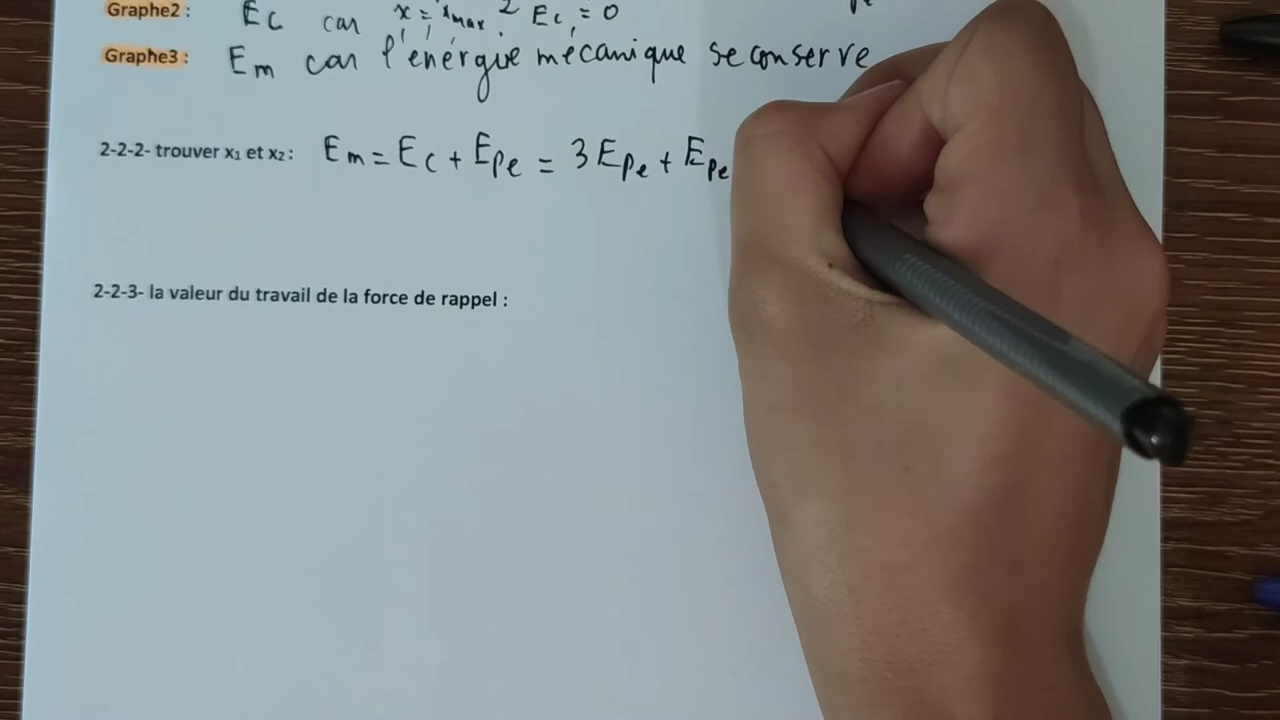 Graphe2 : Ec car x = xmax , Ec = 0
Graphe3 : Em car l'énergie mécanique se conserve
2-2-2- trouver x₁ et x₂ : Em = Ec + Epe = 3 Epe + Epe
2-2-3- la valeur du travail de la force de rappel :